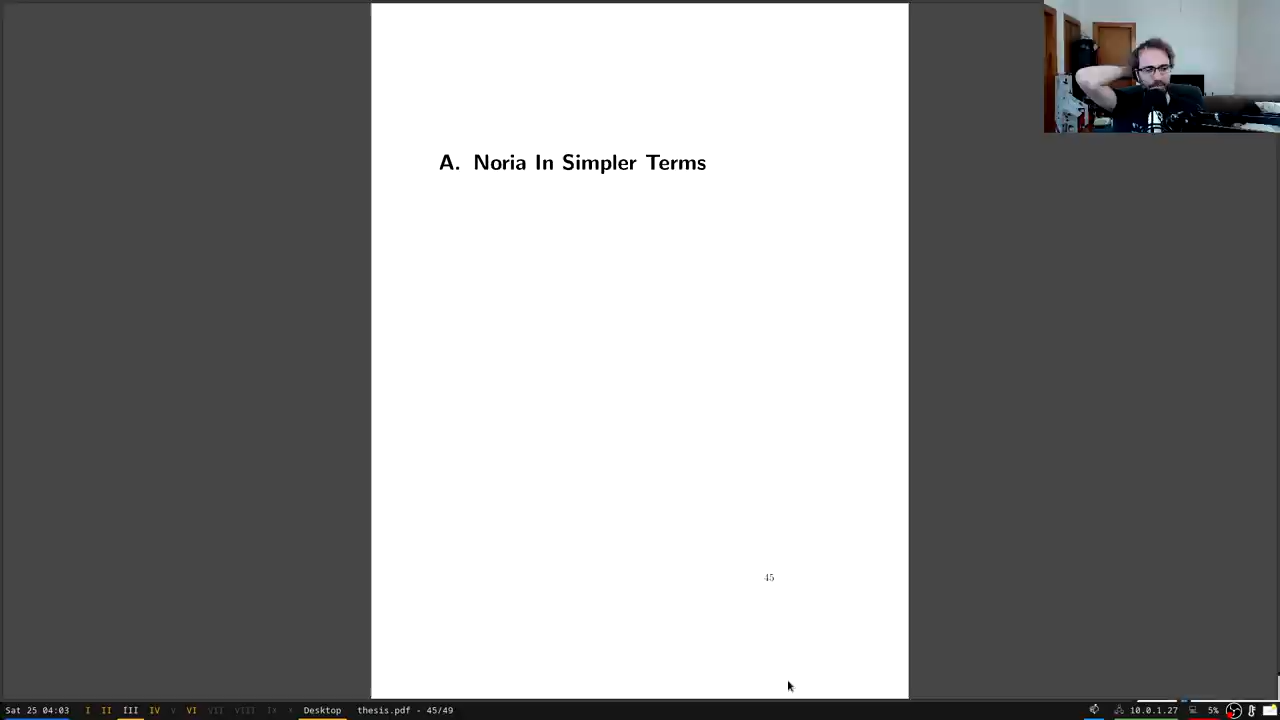 A. Noria In Simpler Terms
45
Sat 25 04:03 I II III IV V VI VII VIII IX X Desktop thesis.pdf - 45/49 10.0.1.27 5%